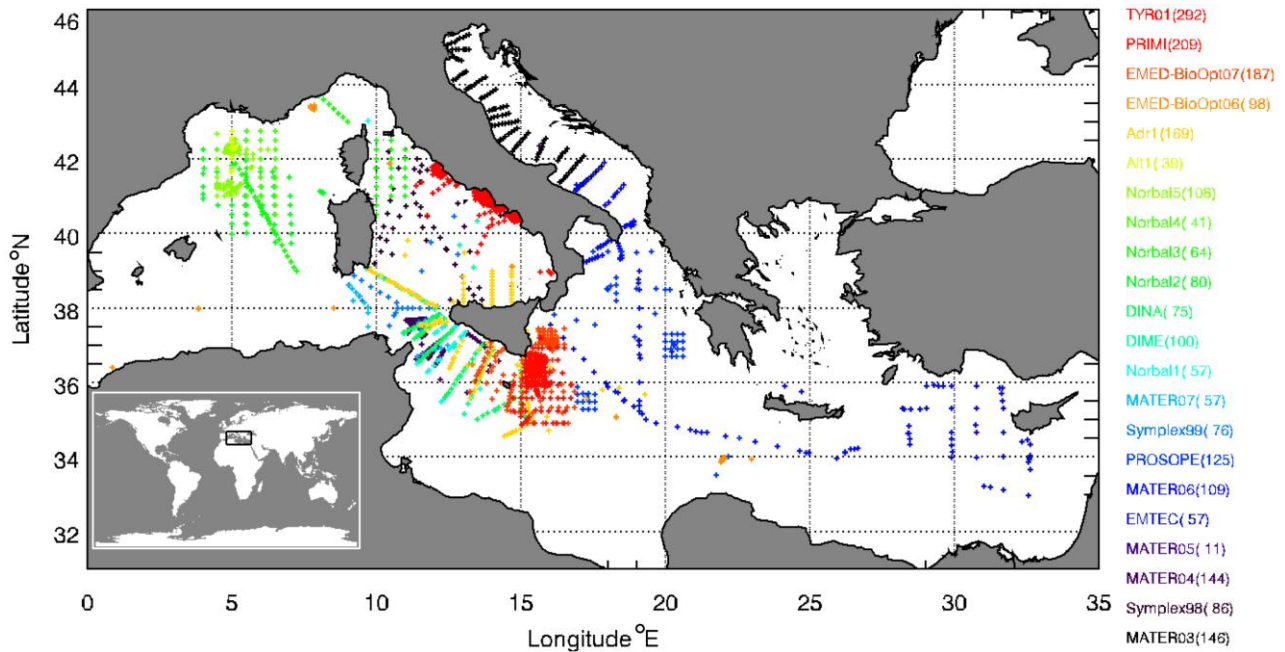 46
44
42
40
38
36
34
32
Latitude °N
0 5 10 15 20 25 30 35
Longitude °E
TYR01(292)
PRIMI(209)
EMED-BioOpt07(187)
EMED-BioOpt06( 98)
Adr1(169)
Alt1( 39)
Norbal5(108)
Norbal4( 41)
Norbal3( 64)
Norbal2( 80)
DINA( 75)
DIME(100)
Norbal1( 57)
MATER07( 57)
Symplex99( 76)
PROSOPE(125)
MATER06(109)
EMTEC( 57)
MATER05( 11)
MATER04(144)
Symplex98( 86)
MATER03(146)